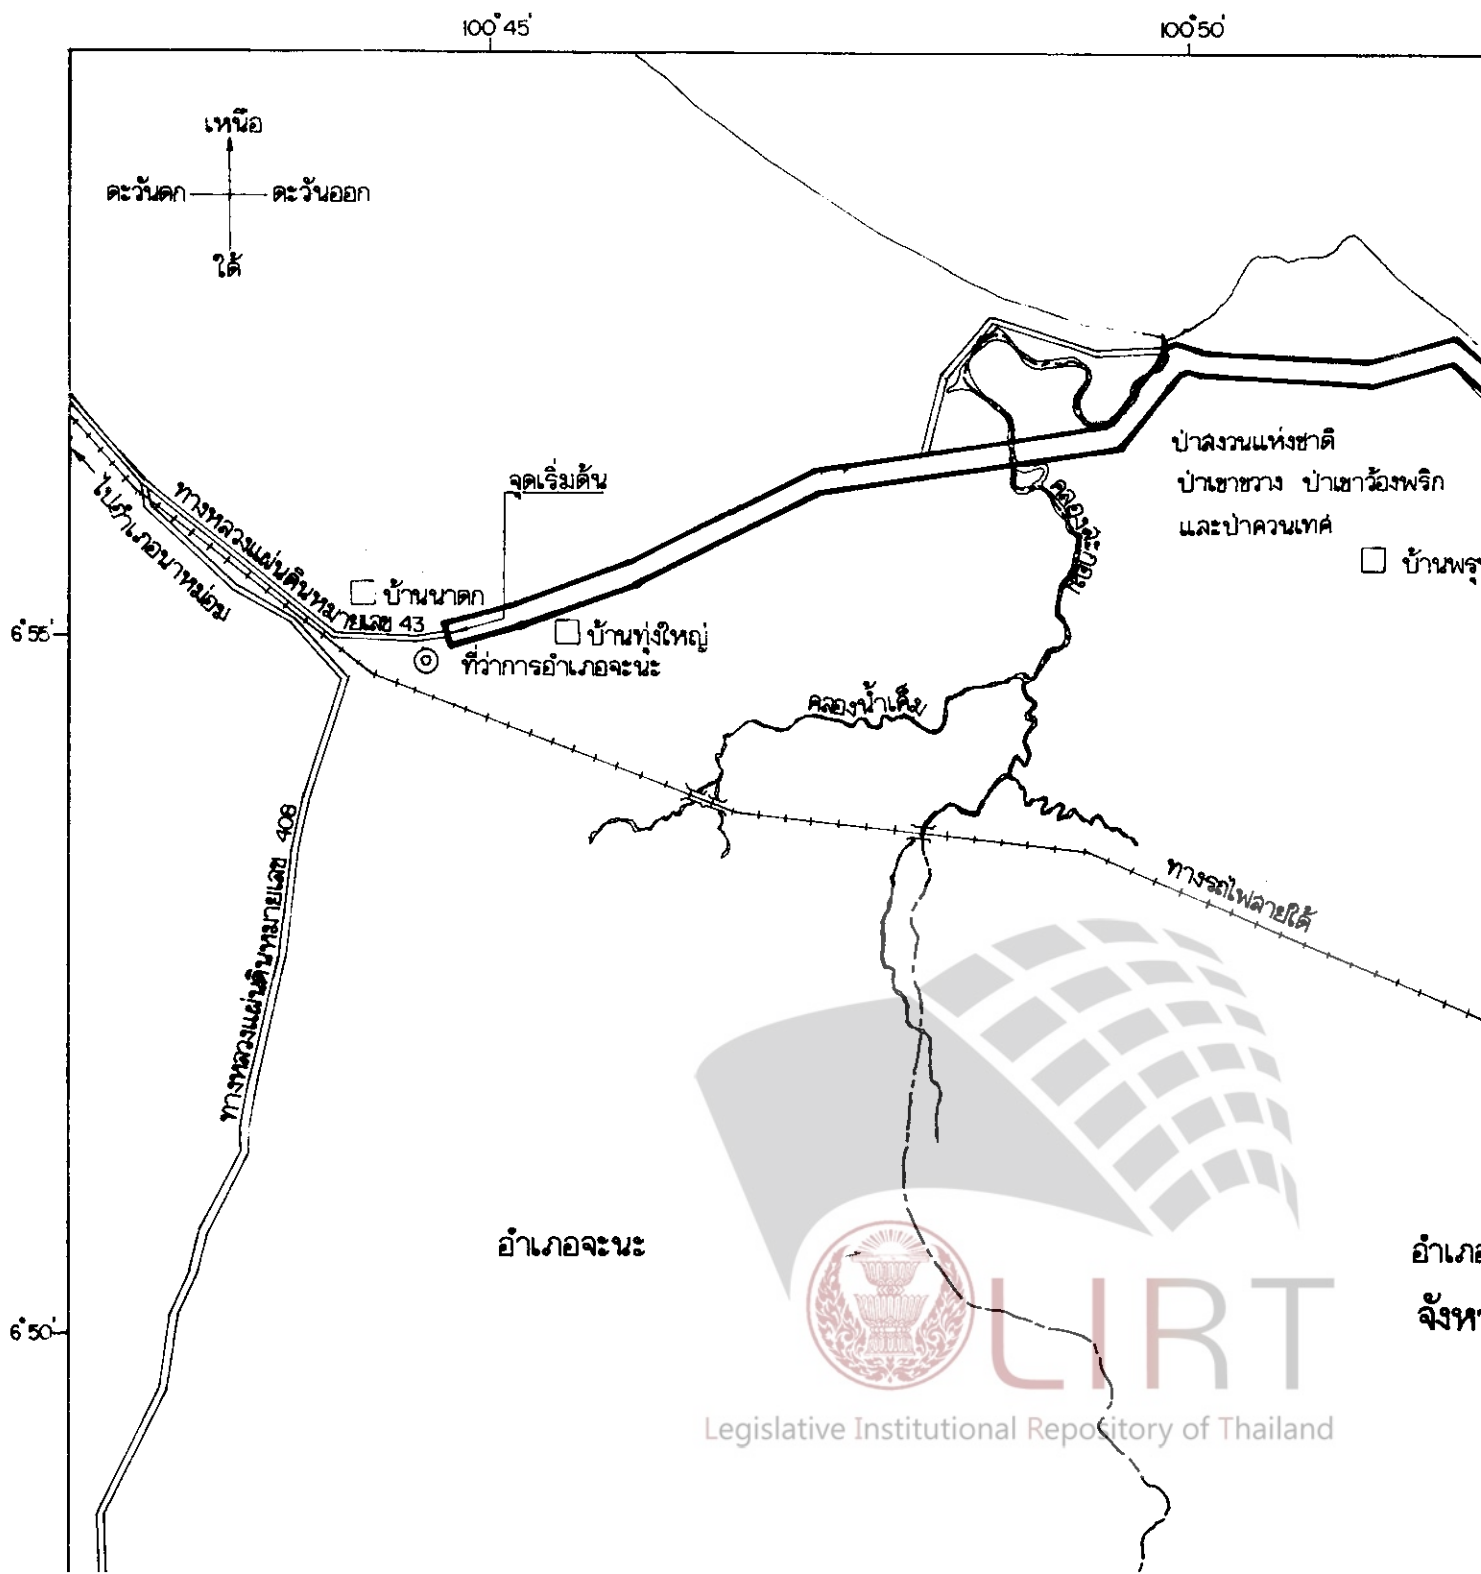 100°45'
100°50'
เหนือ
ตะวันตก
ตะวันออก
ใต้
จุดเริ่มต้น
ป่าสงวนแห่งชาติ
ป่าเขาขวาง ป่าเขาว้องพริก
และป่าควนเทศ
ไปอำเภอนาหม่อม
ทางหลวงแผ่นดินหมายเลข 43
บ้านนาตก
บ้านพรุ
6°55'
บ้านทุ่งใหญ่
ที่ว่าการอำเภอจะนะ
คลองน้ำเค็ม
ทางหลวงแผ่นดินหมายเลข 408
ทางรถไฟสายใต้
อำเภอจะนะ
6°50'
LIRT
Legislative Institutional Repository of Thailand